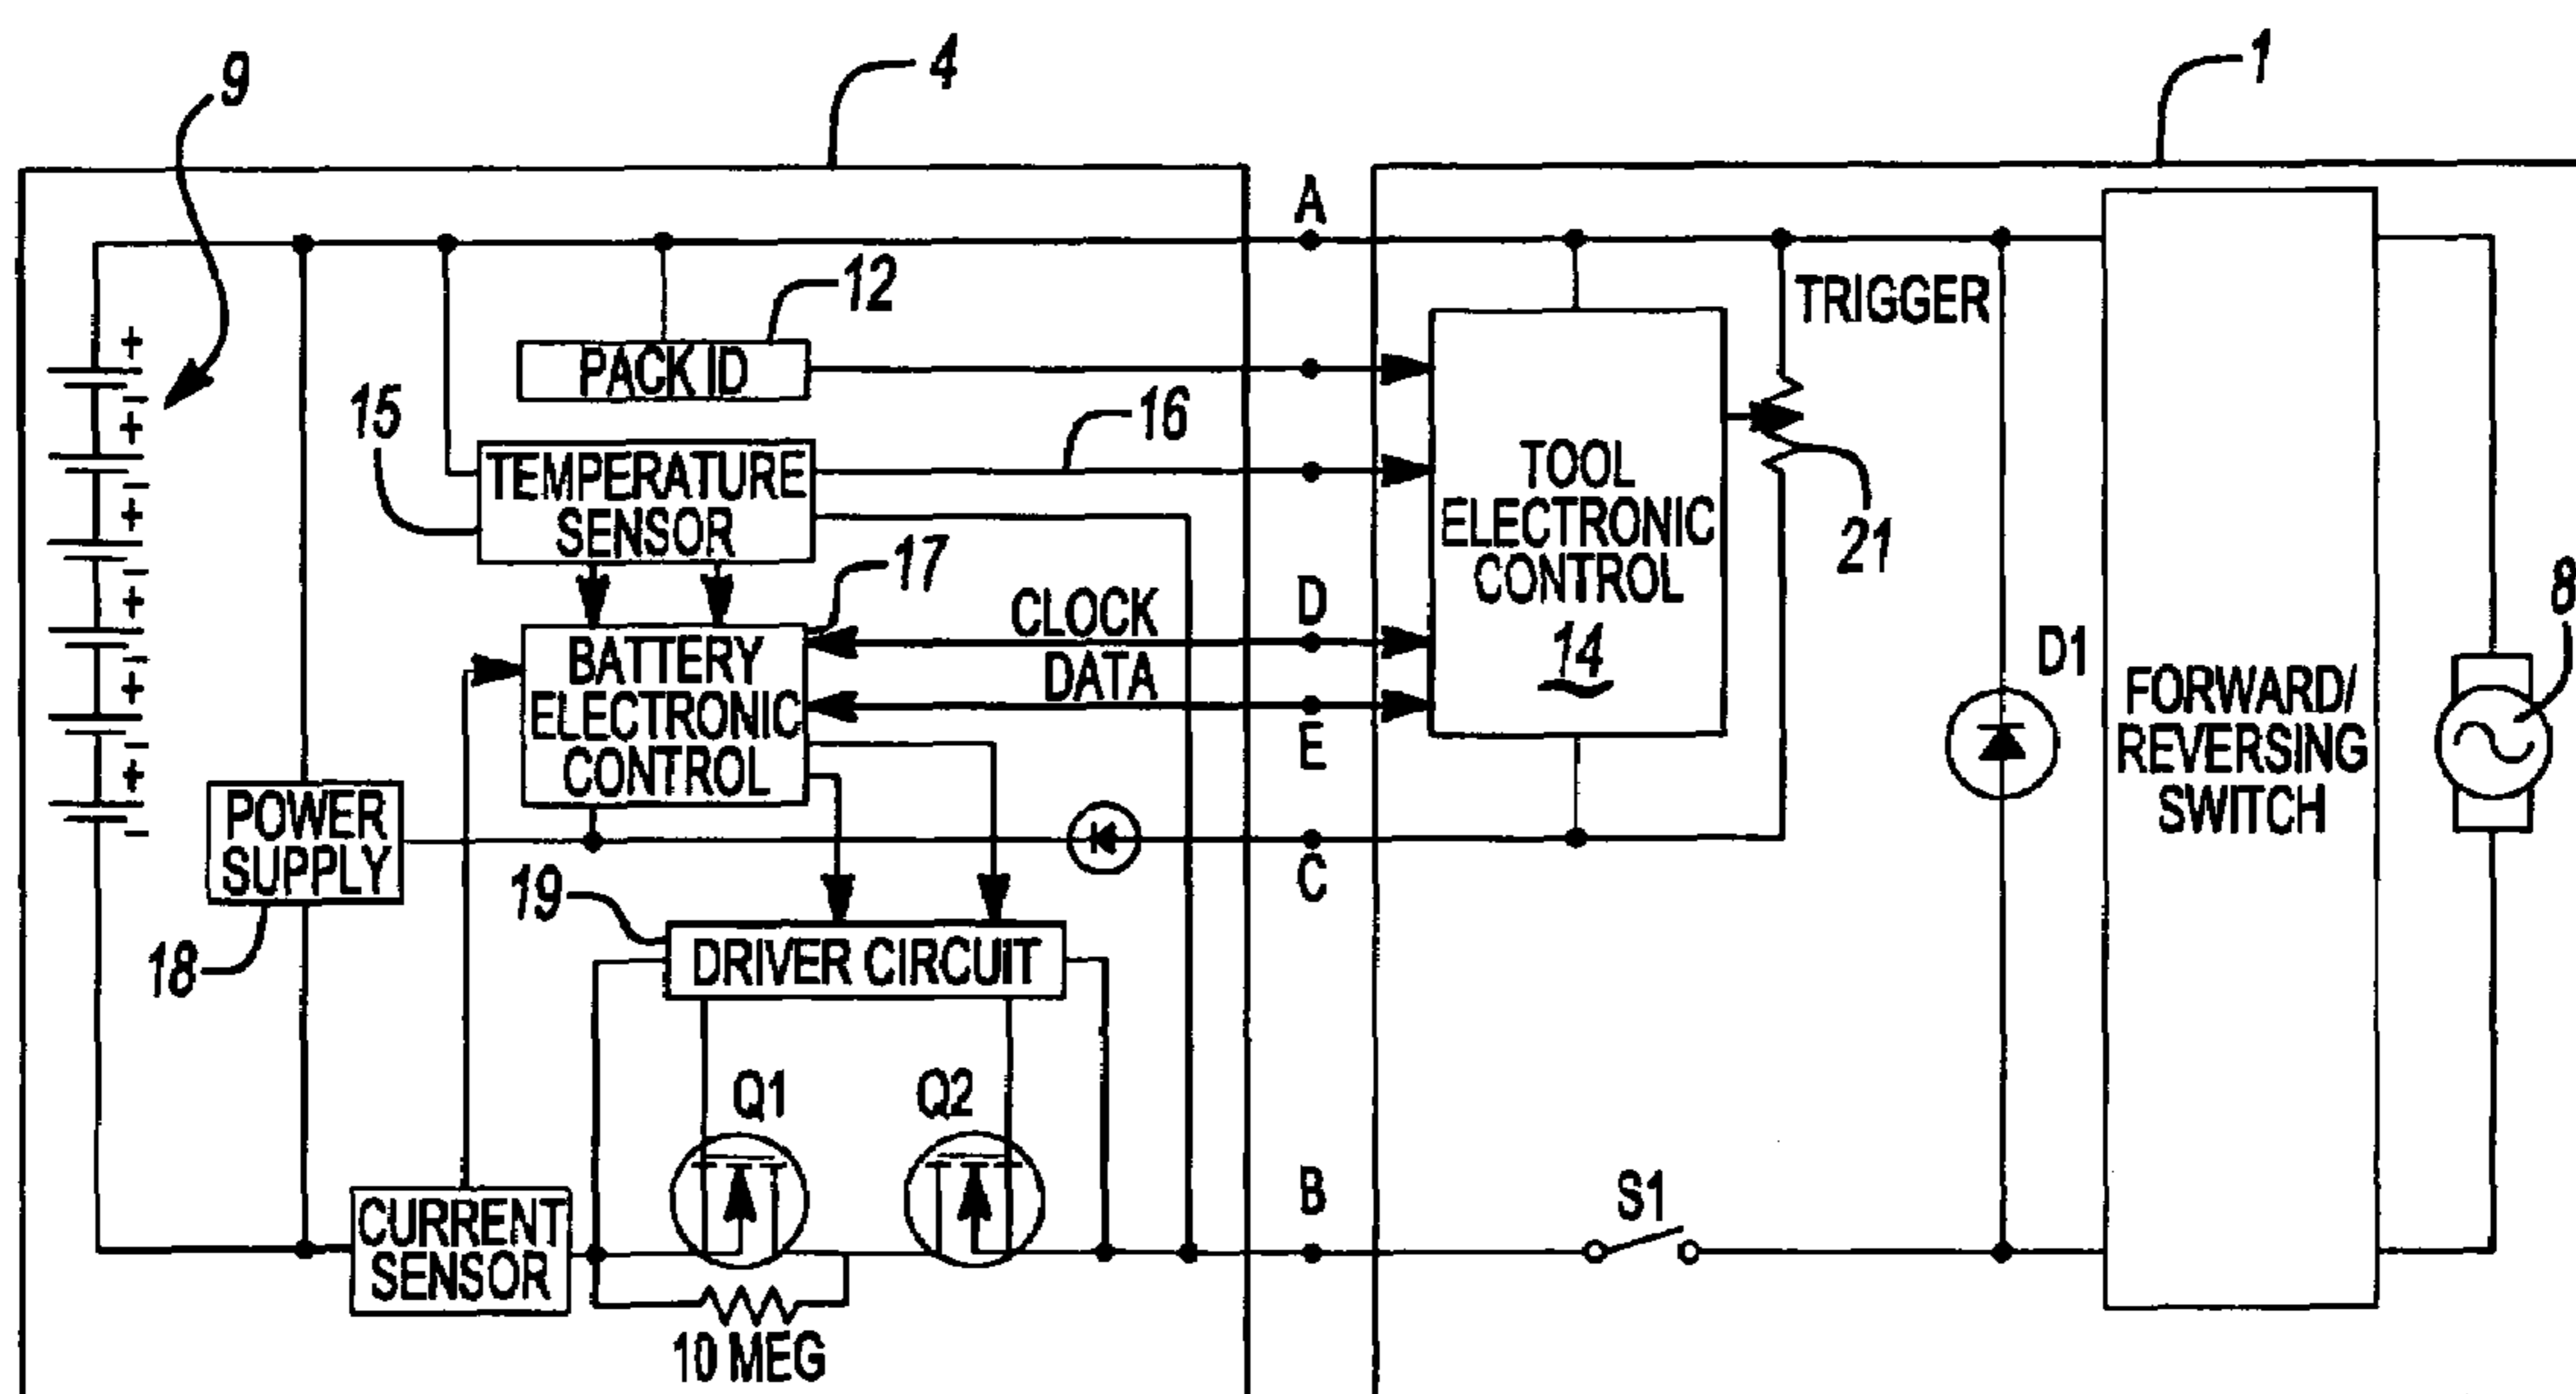 9
4
1
A
12
TRIGGER
PACK ID
15
16
TEMPERATURE
SENSOR
TOOL
ELECTRONIC
CONTROL
14
21
17
CLOCK
D
8
D1
BATTERY
ELECTRONIC
CONTROL
DATA
E
FORWARD/
REVERSING
SWITCH
POWER
SUPPLY
C
19
18
DRIVER CIRCUIT
Q1
Q2
B
S1
CURRENT
SENSOR
10 MEG
+
-
+
-
+
-
+
-
+
-
+
-